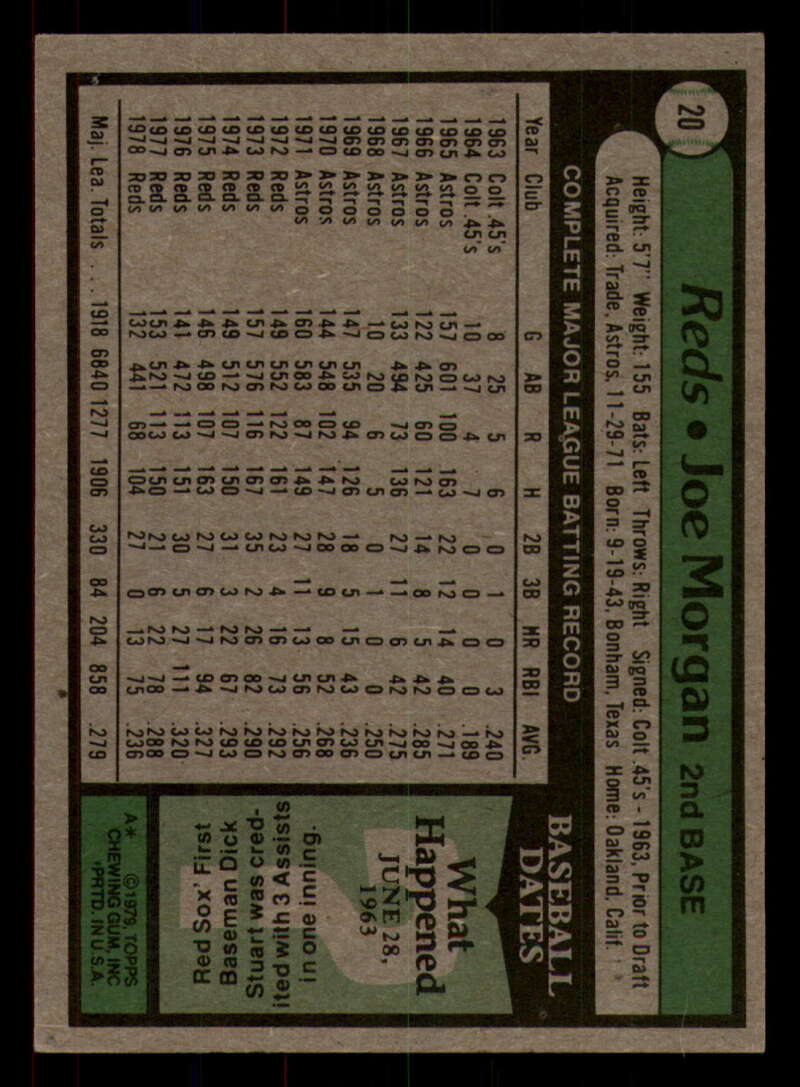 20
Reds • Joe Morgan 2nd BASE
Height: 5'7" Weight: 155 Bats: Left Throws: Right Signed: Colt .45's - 1963, Prior to Draft
Acquired: Trade, Astros, 11-29-71 Born: 9-19-43, Bonham, Texas Home: Oakland, Calif.
COMPLETE MAJOR LEAGUE BATTING RECORD
Year Club G AB R H 2B 3B HR RBI AVG.
1963 Colt .45's 8 25 5 6 0 1 0 3 .240
1964 Colt .45's 10 37 4 7 0 0 0 0 .189
1965 Astros 157 601 100 163 22 12 14 40 .271
1966 Astros 122 425 60 121 14 8 5 42 .285
1967 Astros 133 494 73 136 27 11 6 42 .275
1968 Astros 10 20 6 5 0 1 0 0 .250
1969 Astros 147 535 94 126 18 5 15 43 .236
1970 Astros 144 548 102 147 28 9 8 52 .268
1971 Astros 160 583 87 149 27 11 13 56 .256
1972 Reds 149 552 122 161 23 4 16 73 .292
1973 Reds 157 576 116 167 35 2 26 82 .290
1974 Reds 149 512 107 150 31 3 22 67 .293
1975 Reds 146 498 107 163 27 6 17 94 .327
1976 Reds 141 472 113 151 30 5 27 111 .320
1977 Reds 153 521 113 150 21 6 22 78 .288
1978 Reds 132 441 68 104 27 0 13 75 .236
Maj. Lea. Totals . . . 1918 6840 1277 1906 330 84 204 858 .279
BASEBALL
DATES
What
Happened
JUNE 28,
1963
Red Sox' First
Baseman Dick
Stuart was cred-
ited with 3 Assists
in one inning.
A* ©1979 TOPPS
CHEWING GUM, INC
PRTD. IN U.S.A.